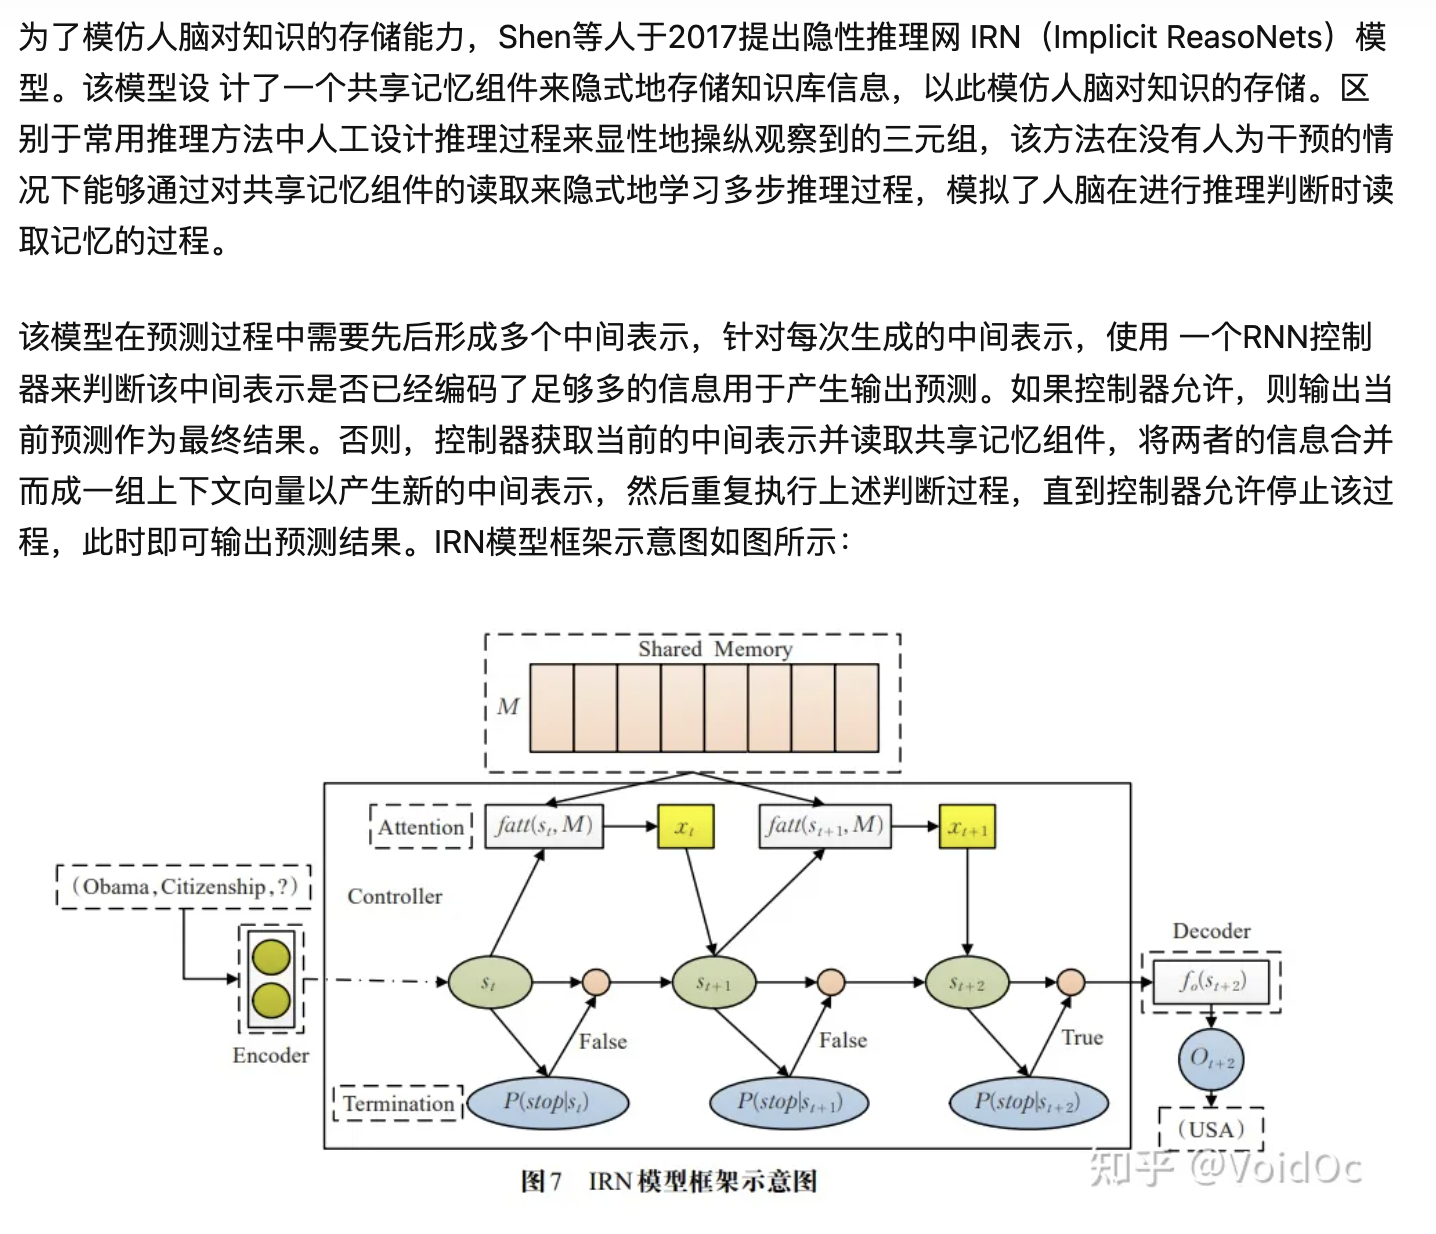 为了模仿人脑对知识的存储能力，Shen等人于2017提出隐性推理网 IRN（Implicit ReasoNets）模
型。该模型设 计了一个共享记忆组件来隐式地存储知识库信息，以此模仿人脑对知识的存储。区
别于常用推理方法中人工设计推理过程来显性地操纵观察到的三元组，该方法在没有人为干预的情
况下能够通过对共享记忆组件的读取来隐式地学习多步推理过程，模拟了人脑在进行推理判断时读
取记忆的过程。
该模型在预测过程中需要先后形成多个中间表示，针对每次生成的中间表示，使用 一个RNN控制
器来判断该中间表示是否已经编码了足够多的信息用于产生输出预测。如果控制器允许，则输出当
前预测作为最终结果。否则，控制器获取当前的中间表示并读取共享记忆组件，将两者的信息合并
而成一组上下文向量以产生新的中间表示，然后重复执行上述判断过程，直到控制器允许停止该过
程，此时即可输出预测结果。IRN模型框架示意图如图所示：
Shared Memory
M
Attention
fatt(s_t, M)
x_t
fatt(s_{t+1}, M)
x_{t+1}
(Obama,Citizenship,?)
Controller
Decoder
s_t
s_{t+1}
s_{t+2}
f_o(s_{t+2})
False
False
True
Encoder
O_{t+2}
Termination
P(stop|s_t)
P(stop|s_{t+1})
P(stop|s_{t+2})
(USA)
图7 IRN模型框架示意图
知乎 @VoidOc